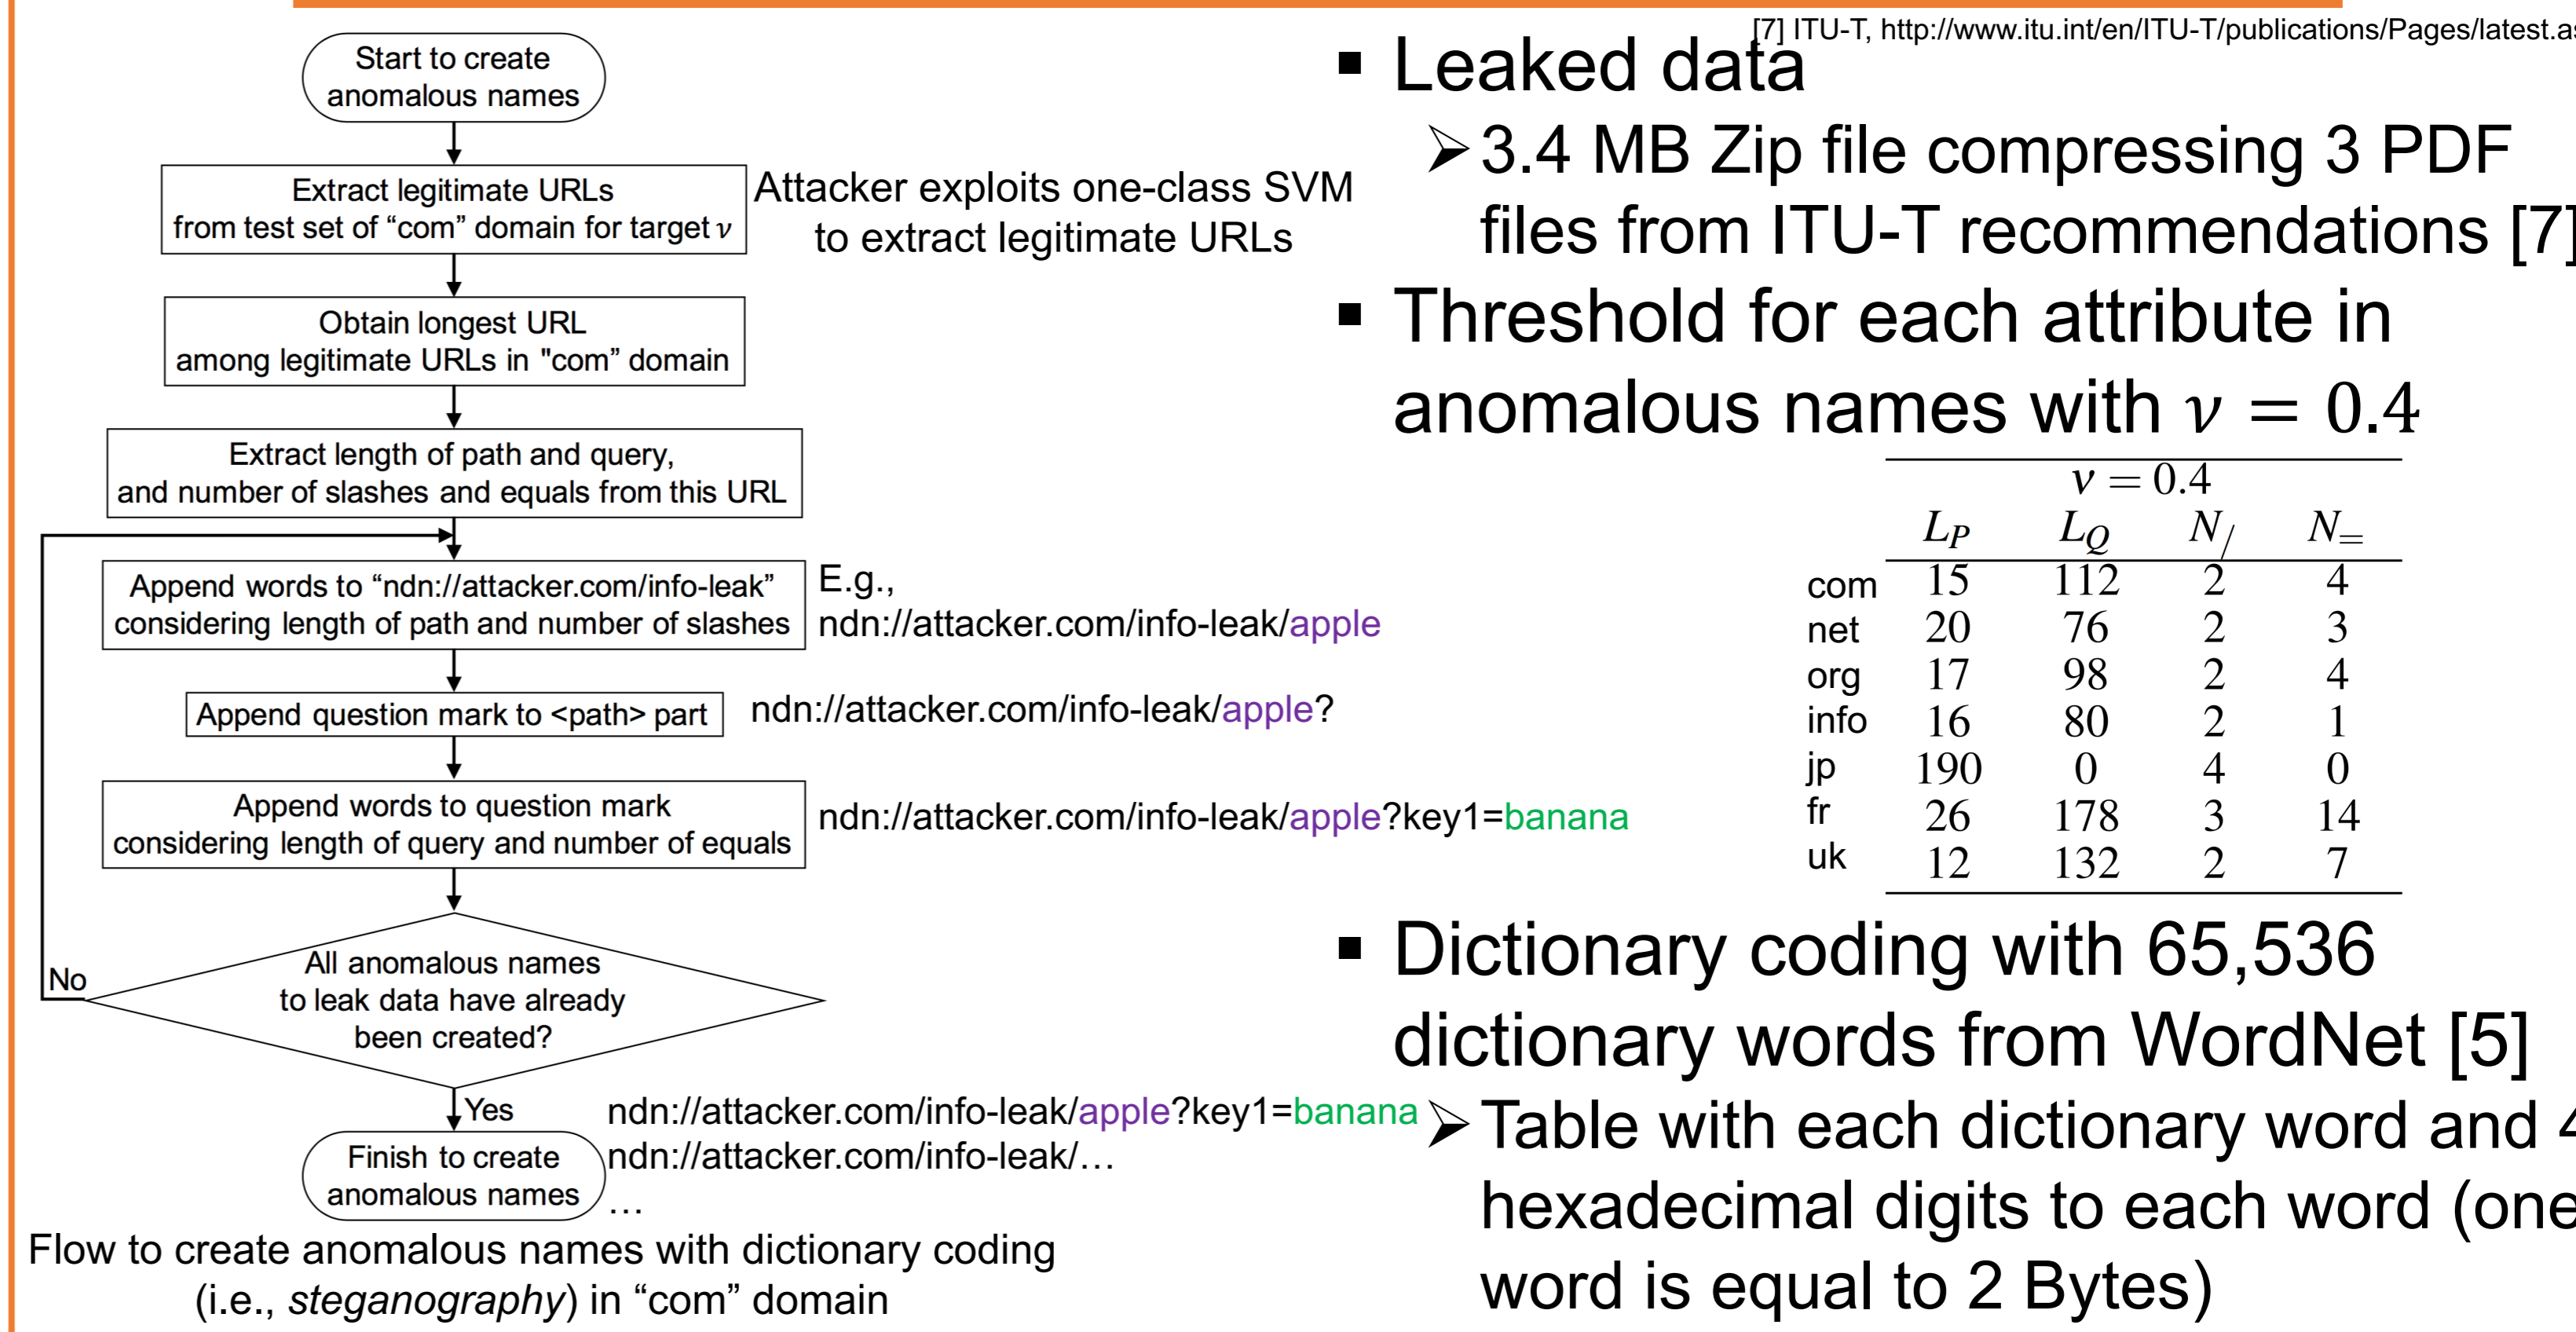 [7] ITU-T, http://www.itu.int/en/ITU-T/publications/Pages/latest.as
Start to create
anomalous names
Extract legitimate URLs
from test set of “com” domain for target ν
Attacker exploits one-class SVM
to extract legitimate URLs
Obtain longest URL
among legitimate URLs in "com” domain
Extract length of path and query,
and number of slashes and equals from this URL
Append words to “ndn://attacker.com/info-leak”
considering length of path and number of slashes
E.g.,
ndn://attacker.com/info-leak/apple
Append question mark to <path> part
ndn://attacker.com/info-leak/apple?
Append words to question mark
considering length of query and number of equals
ndn://attacker.com/info-leak/apple?key1=banana
All anomalous names
to leak data have already
been created?
No
Yes
Finish to create
anomalous names
ndn://attacker.com/info-leak/apple?key1=banana
ndn://attacker.com/info-leak/…
…
Flow to create anomalous names with dictionary coding
(i.e., steganography) in “com” domain
▪ Leaked data
➢ 3.4 MB Zip file compressing 3 PDF
files from ITU-T recommendations [7]
▪ Threshold for each attribute in
anomalous names with ν = 0.4
ν = 0.4
L_P L_Q N_/ N_=
com 15 112 2 4
net 20 76 2 3
org 17 98 2 4
info 16 80 2 1
jp 190 0 4 0
fr 26 178 3 14
uk 12 132 2 7
▪ Dictionary coding with 65,536
dictionary words from WordNet [5]
➢ Table with each dictionary word and 4
hexadecimal digits to each word (one
word is equal to 2 Bytes)